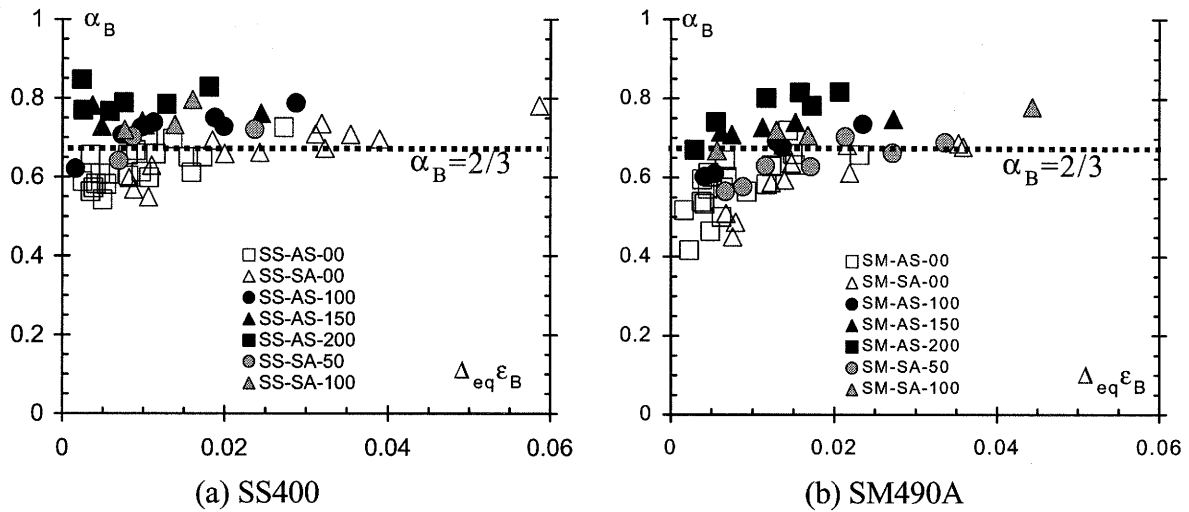 1
α_B
0.8
0.6
0.4
0.2
0
α_B=2/3
□ SS-AS-00
△ SS-SA-00
● SS-AS-100
▲ SS-AS-150
■ SS-AS-200
● SS-SA-50
▲ SS-SA-100
Δ_eq ε_B
0 0.02 0.04 0.06
(a) SS400
1
α_B
0.8
0.6
0.4
0.2
0
α_B=2/3
□ SM-AS-00
△ SM-SA-00
● SM-AS-100
▲ SM-AS-150
■ SM-AS-200
● SM-SA-50
▲ SM-SA-100
Δ_eq ε_B
0 0.02 0.04 0.06
(b) SM490A